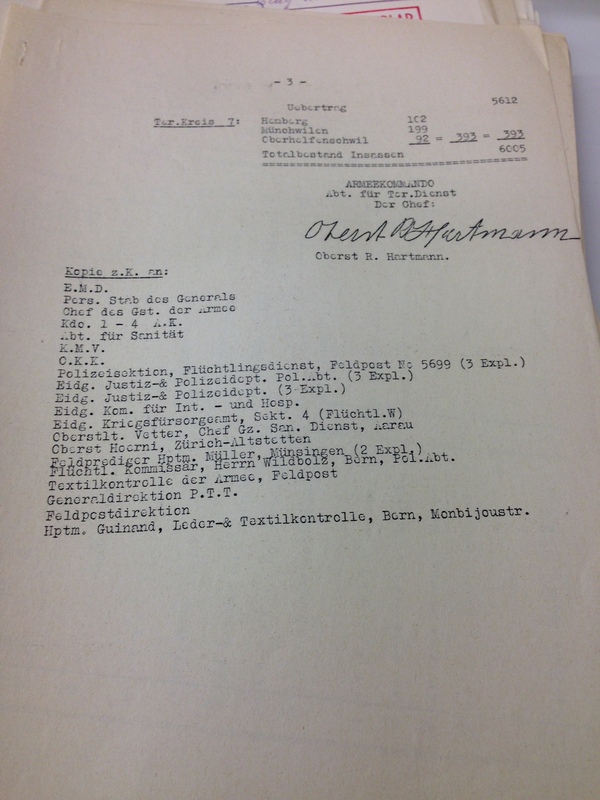 - 3 -
Uebertrag 5612
Ter.Kreis 7: Hemberg 102
Münchwilen 199
Oberhelfenschwil 92 = 393 = 393
Totalbestand Insassen 6005
ARMEEKOMMANDO
Abt. für Ter.Dienst
Der Chef:
Oberst R Hartmann
Oberst R. Hartmann.
Kopie z.K. an:
E.M.D.
Pers. Stab des Generals
Chef des Gst. der Armee
Kdo. 1 - 4 A.K.
Abt. für Sanität
K.M.V.
O.K.K.
Polizeisektion, Flüchtlingsdienst, Feldpost No 5699 (3 Expl.)
Eidg. Justiz-& Polizeidept. Pol.Abt. (3 Expl.)
Eidg. Justiz-& Polizeidept. (3 Expl.)
Eidg. Kom. für Int. - und Hosp.
Eidg. Kriegsfürsorgeamt, Sekt. 4 (Flüchtl.W)
Oberstlt. Vetter, Chef Gz. San. Dienst, Aarau
Oberst Hoerni, Zürich-Altstetten
Feldprediger Hptm. Müller, Münsingen (2 Expl.)
Flüchtl. Kommissär, Herrn Wildbolz, Bern, Pol.Abt.
Textilkontrolle der Armee, Feldpost
Generaldirektion P.T.T.
Feldpostdirektion
Hptm. Guinand, Leder-& Textilkontrolle, Bern, Monbijoustr.